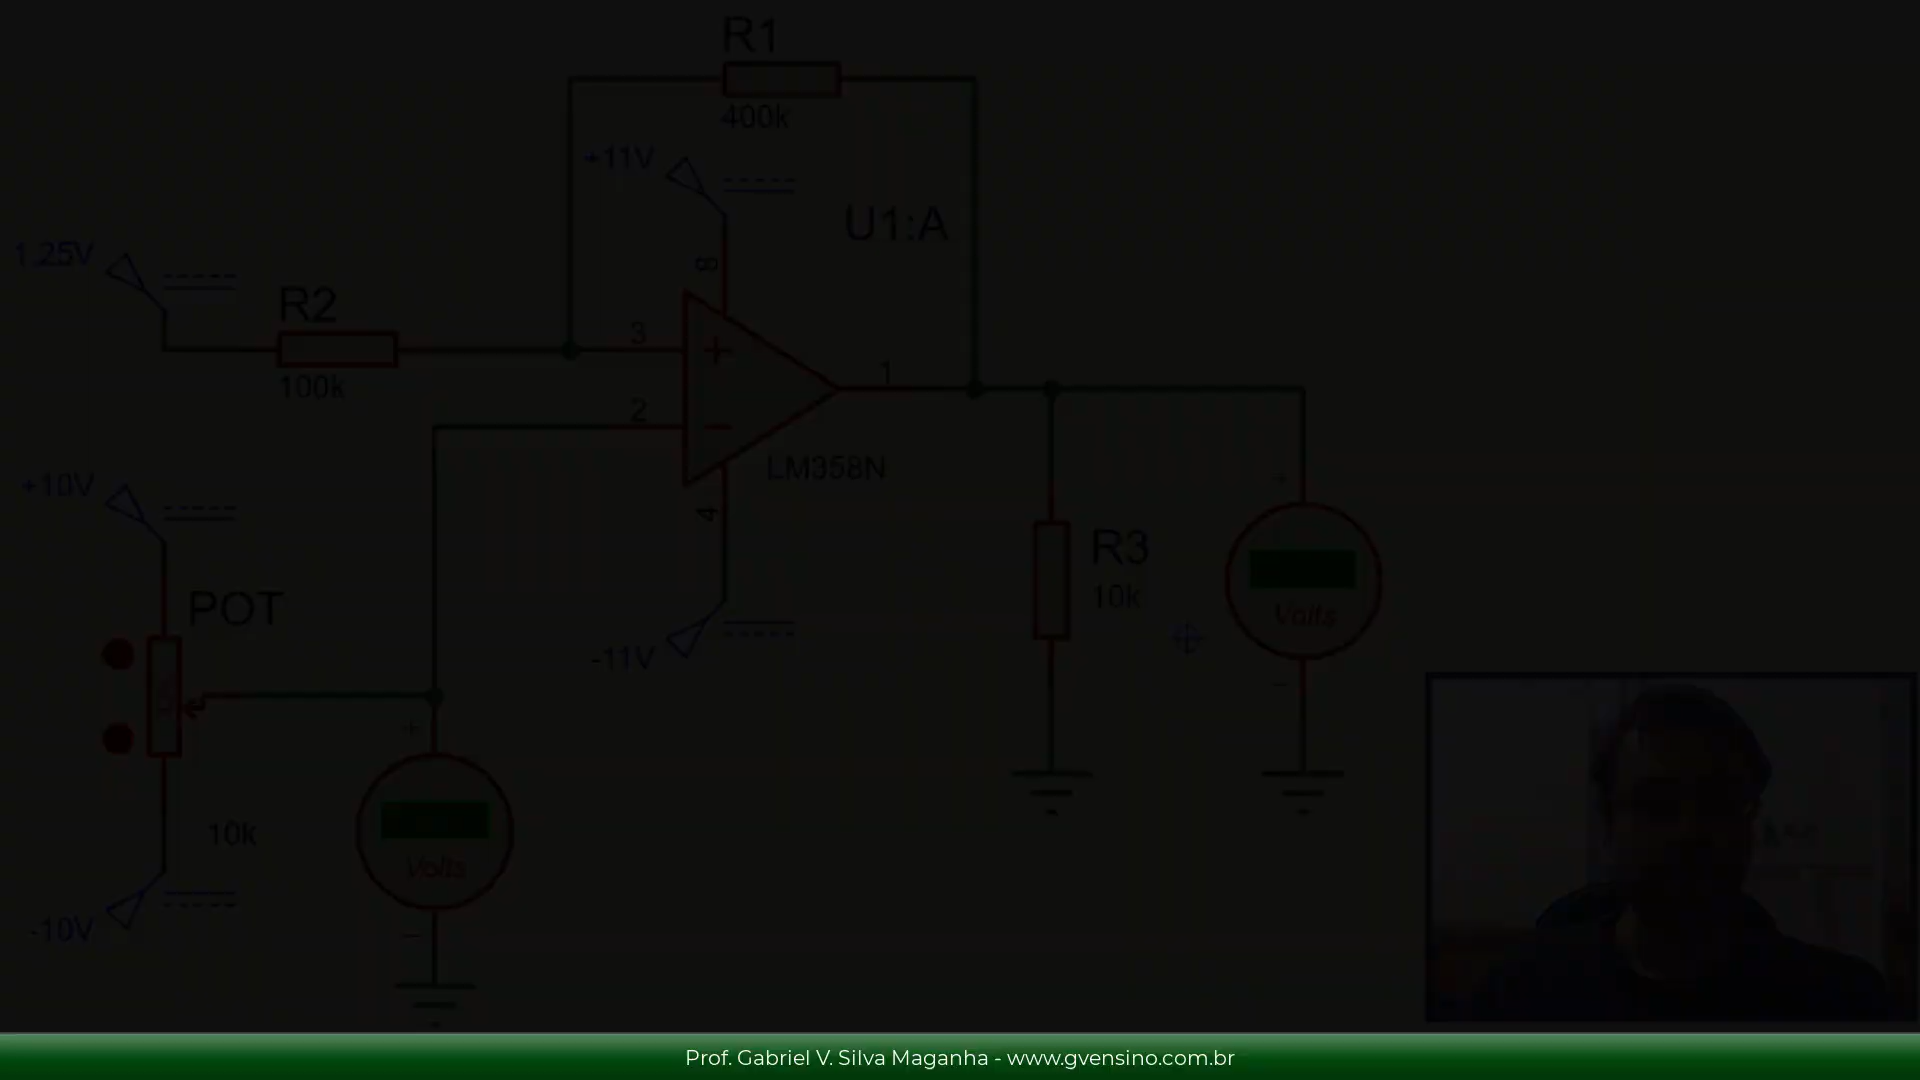 R1
400k
+11V
U1:A
8
1.25V
R2
100k
3
1
2
LM358N
4
+10V
POT
R3
10k
Volts
-11V
10k
Volts
-10V
Prof. Gabriel V. Silva Maganha - www.gvensino.com.br